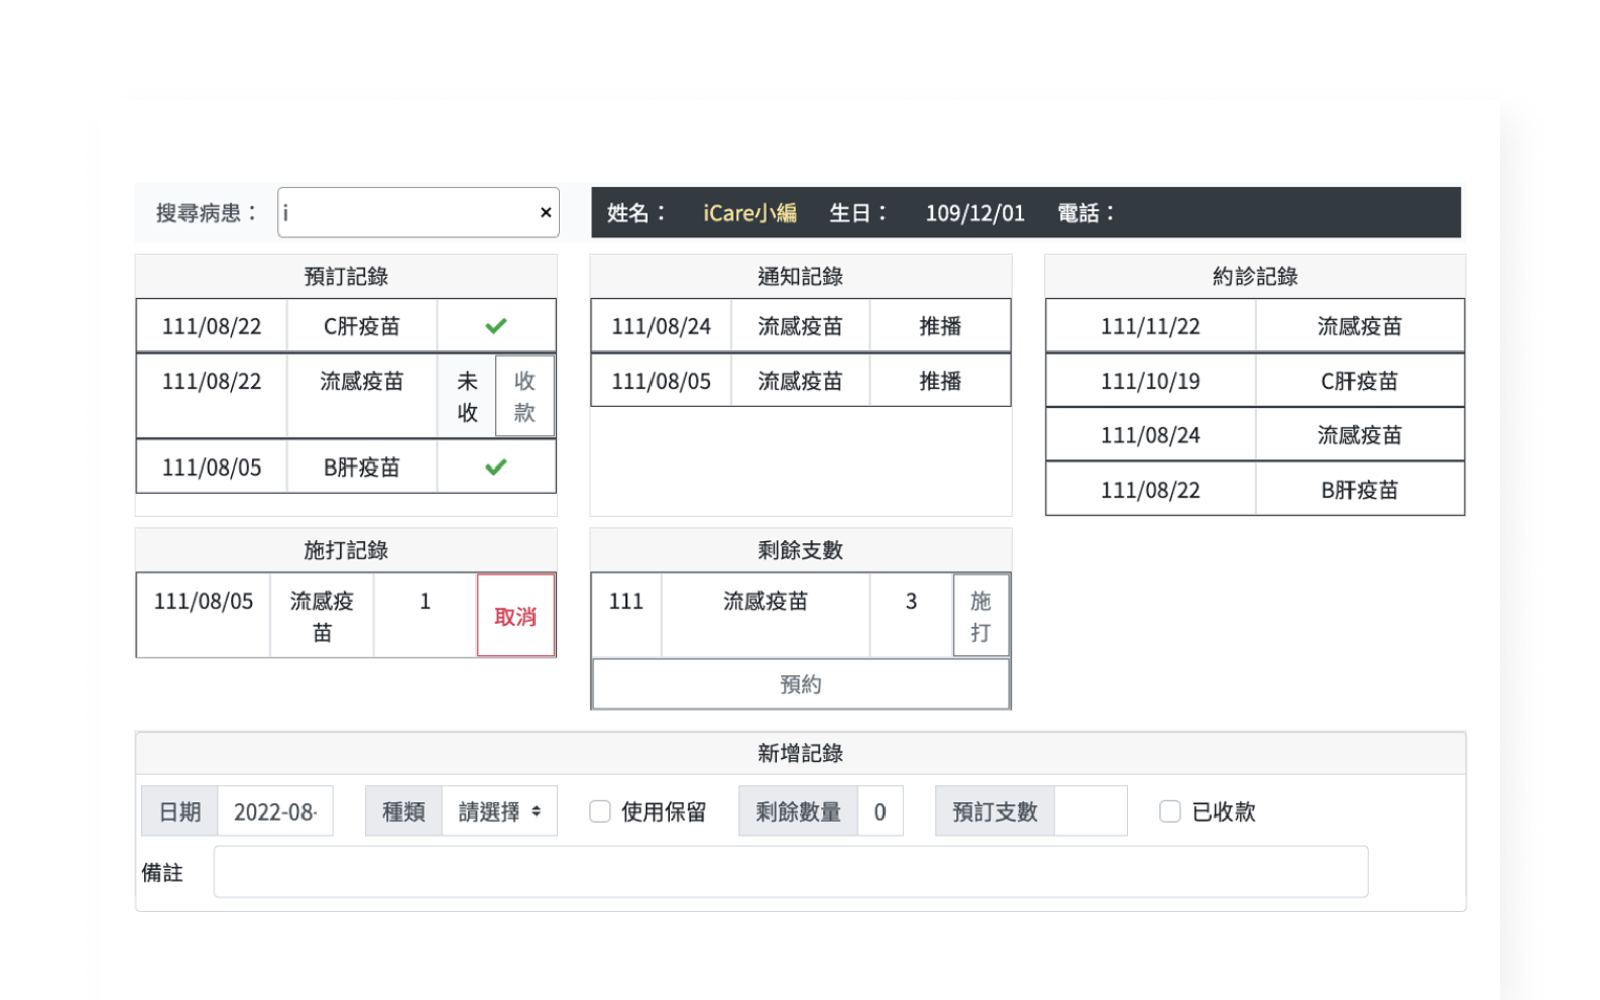 搜尋病患： i ×
姓名： iCare小編 生日： 109/12/01 電話：
預訂記錄
111/08/22 C肝疫苗
111/08/22 流感疫苗 未收 收款
111/08/05 B肝疫苗
通知記錄
111/08/24 流感疫苗 推播
111/08/05 流感疫苗 推播
約診記錄
111/11/22 流感疫苗
111/10/19 C肝疫苗
111/08/24 流感疫苗
111/08/22 B肝疫苗
施打記錄
111/08/05 流感疫苗 1 取消
剩餘支數
111 流感疫苗 3 施打
預約
新增記錄
日期 2022-08- 種類 請選擇 使用保留 剩餘數量 0 預訂支數 已收款
備註